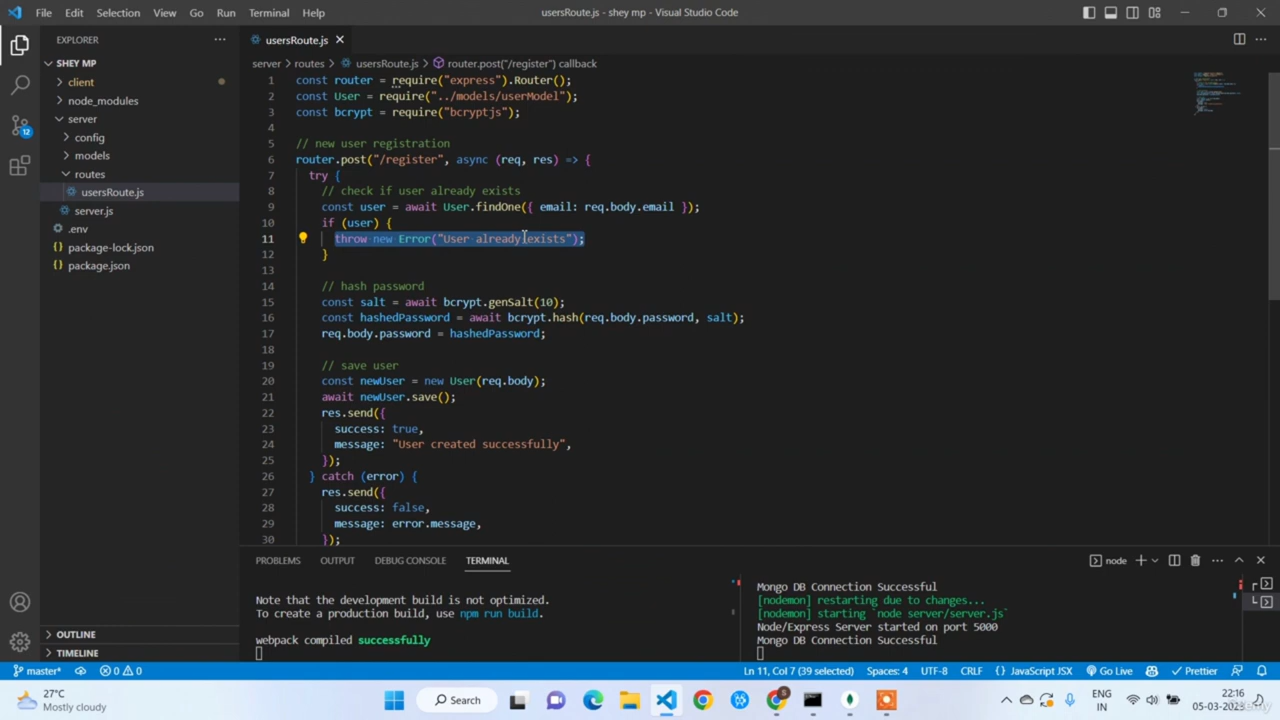 File Edit Selection View Go Run Terminal Help
usersRoute.js - shey mp - Visual Studio Code
EXPLORER
SHEY MP
client
node_modules
server
config
models
routes
usersRoute.js
server.js
.env
package-lock.json
package.json
OUTLINE
TIMELINE
usersRoute.js
server > routes > usersRoute.js > router.post("/register") callback
1 const router = require("express").Router();
2 const User = require("../models/userModel");
3 const bcrypt = require("bcryptjs");
4
5 // new user registration
6 router.post("/register", async (req, res) => {
7 try {
8 // check if user already exists
9 const user = await User.findOne({ email: req.body.email });
10 if (user) {
11 throw new Error("User already exists");
12 }
13
14 // hash password
15 const salt = await bcrypt.genSalt(10);
16 const hashedPassword = await bcrypt.hash(req.body.password, salt);
17 req.body.password = hashedPassword;
18
19 // save user
20 const newUser = new User(req.body);
21 await newUser.save();
22 res.send({
23 success: true,
24 message: "User created successfully",
25 });
26 } catch (error) {
27 res.send({
28 success: false,
29 message: error.message,
30 });
PROBLEMS OUTPUT DEBUG CONSOLE TERMINAL
node
Note that the development build is not optimized.
To create a production build, use npm run build.
webpack compiled successfully
Mongo DB Connection Successful
[nodemon] restarting due to changes...
[nodemon] starting `node server/server.js`
Node/Express Server started on port 5000
Mongo DB Connection Successful
12
master* 0 0
Ln 11, Col 7 (39 selected) Spaces: 4 UTF-8 CRLF {} JavaScript JSX Go Live Prettier
27°C
Mostly cloudy
Search
ENG
IN
22:16
05-03-2023